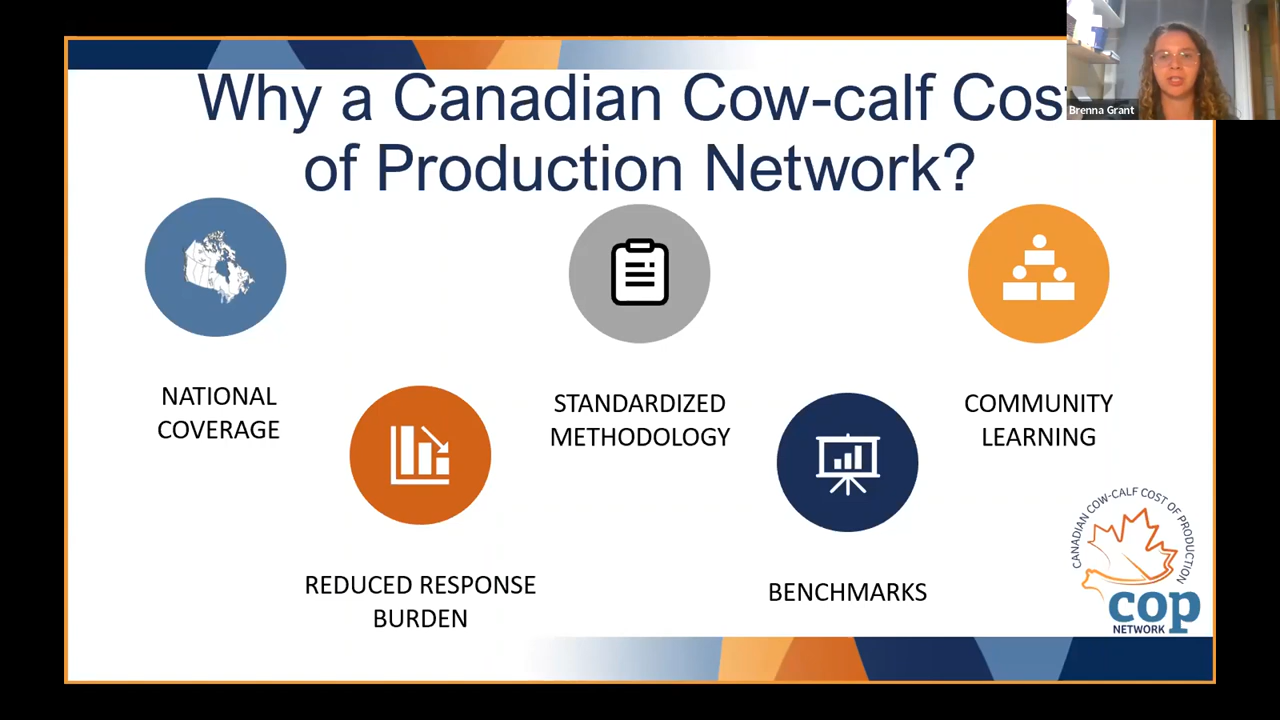 Why a Canadian Cow-calf Cos
of Production Network?
Brenna Grant
NATIONAL
COVERAGE
REDUCED RESPONSE
BURDEN
STANDARDIZED
METHODOLOGY
BENCHMARKS
COMMUNITY
LEARNING
CANADIAN COW-CALF COST OF PRODUCTION
cop
NETWORK